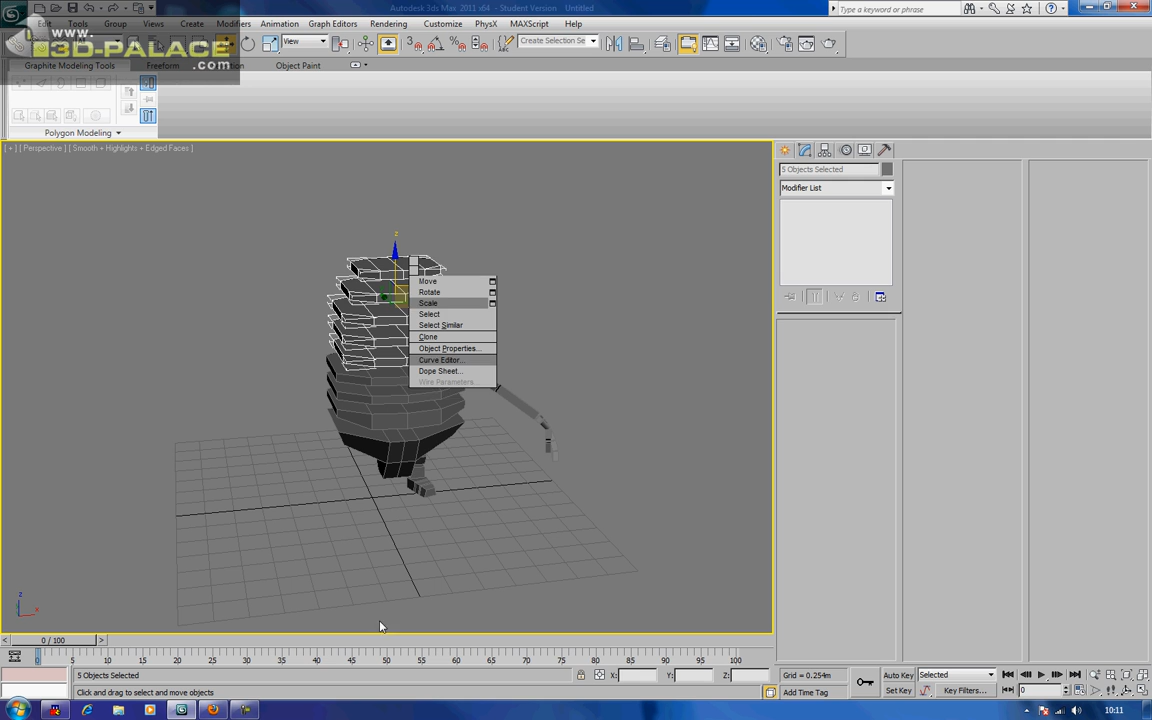 Autodesk 3ds Max 2011 x64 - Student Version Untitled
Type a keyword or phrase
Edit Tools Group Views Create Modifiers Animation Graph Editors Rendering Customize PhysX MAXScript Help
www.
3D-PALACE
.com
All View Create Selection Se
Graphite Modeling Tools Freeform Selection Object Paint
Polygon Modeling
[ + ] [ Perspective ] [ Smooth + Highlights + Edged Faces ]
5 Objects Selected
Modifier List
z
Move
Rotate
Scale
Select
Select Similar
Clone
Object Properties...
Curve Editor...
Dope Sheet...
Wire Parameters...
z
x
0 / 100
0 5 10 15 20 25 30 35 40 45 50 55 60 65 70 75 80 85 90 95 100
5 Objects Selected X: Y: Z: Grid = 0.254m Auto Key Selected
Click and drag to select and move objects Add Time Tag Set Key Key Filters... 0
10:11